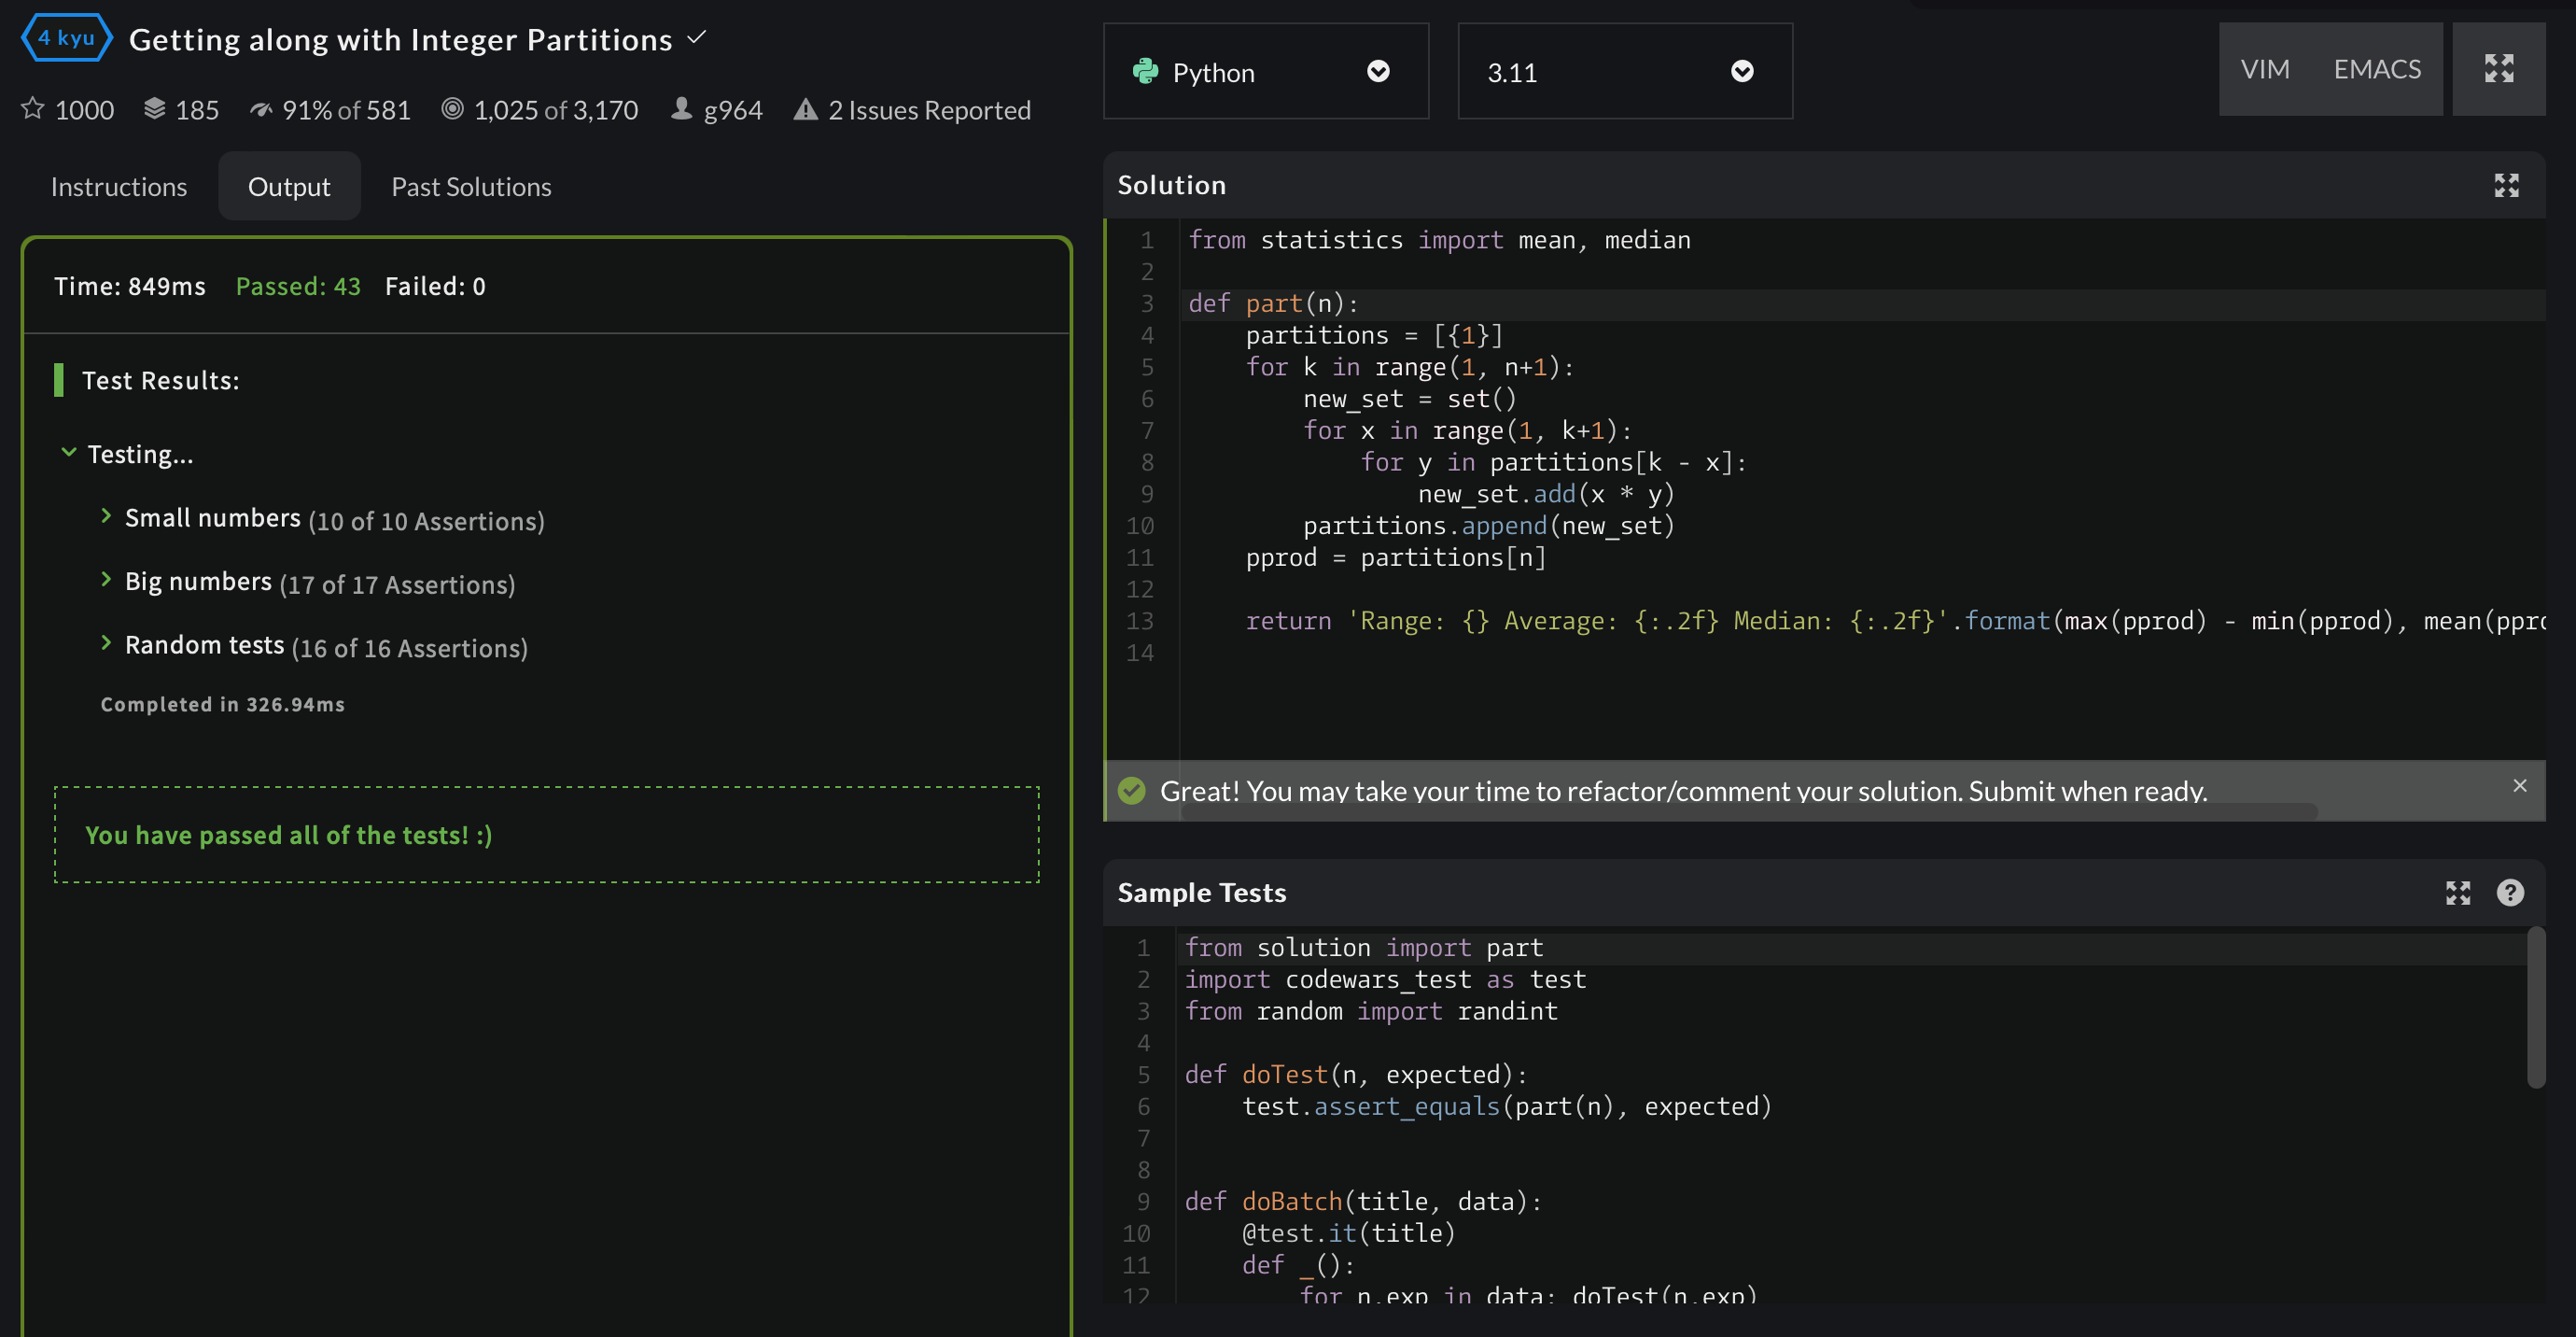 4 kyu Getting along with Integer Partitions
1000 185 91% of 581 1,025 of 3,170 g964 2 Issues Reported
Instructions Output Past Solutions
Time: 849ms Passed: 43 Failed: 0
Test Results:
Testing...
Small numbers (10 of 10 Assertions)
Big numbers (17 of 17 Assertions)
Random tests (16 of 16 Assertions)
Completed in 326.94ms
You have passed all of the tests! :)
Python 3.11 VIM EMACS
Solution
1 from statistics import mean, median
2
3 def part(n):
4     partitions = [{1}]
5     for k in range(1, n+1):
6         new_set = set()
7         for x in range(1, k+1):
8             for y in partitions[k - x]:
9                 new_set.add(x * y)
10         partitions.append(new_set)
11     pprod = partitions[n]
12
13     return 'Range: {} Average: {:.2f} Median: {:.2f}'.format(max(pprod) - min(pprod), mean(ppro
14
Great! You may take your time to refactor/comment your solution. Submit when ready.
Sample Tests
1 from solution import part
2 import codewars_test as test
3 from random import randint
4
5 def doTest(n, expected):
6     test.assert_equals(part(n), expected)
7
8
9 def doBatch(title, data):
10     @test.it(title)
11     def _():
12         for n,exp in data: doTest(n,exp)